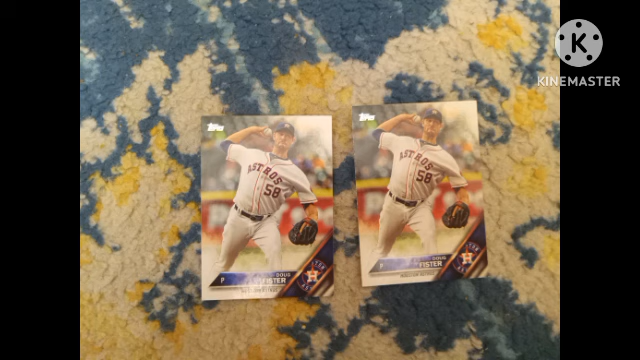 KINEMASTER
Topps
ASTROS
58
P
DOUG
FISTER
Topps
ASTROS
58
P
DOUG
FISTER